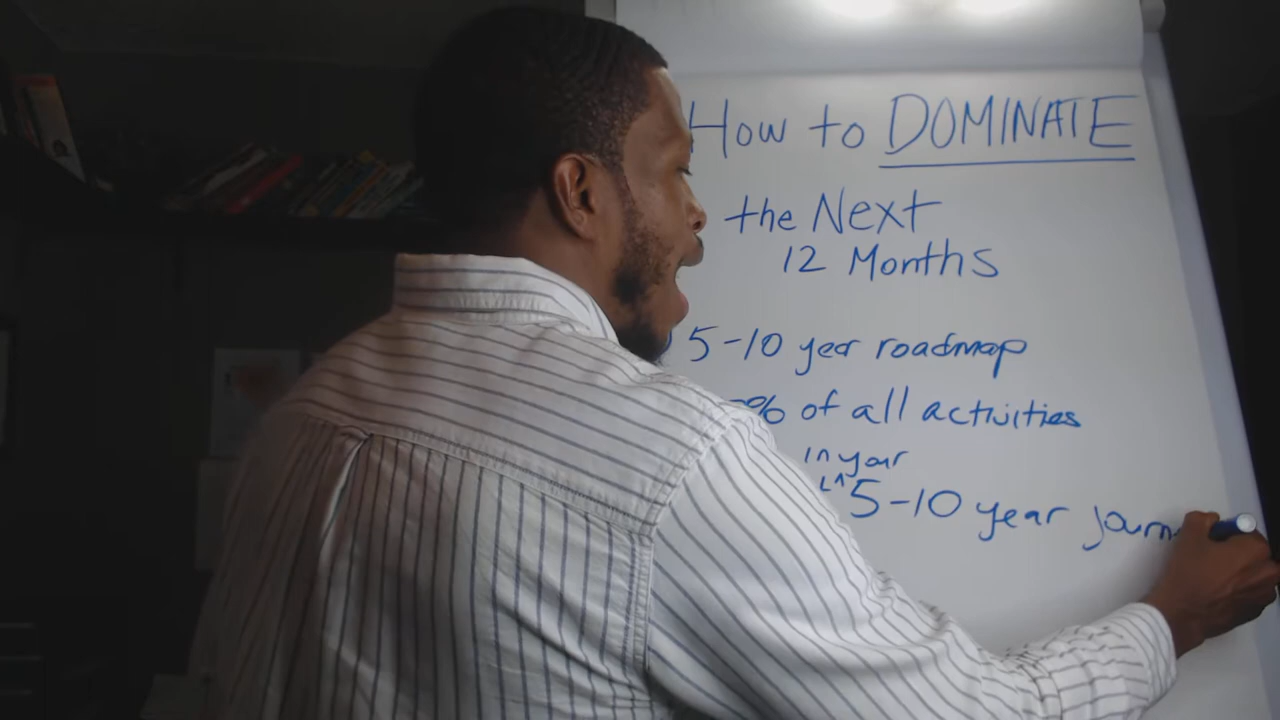 How to DOMINATE
the Next
12 Months
5-10 year roadmap
% of all activities
in your
5-10 year journ